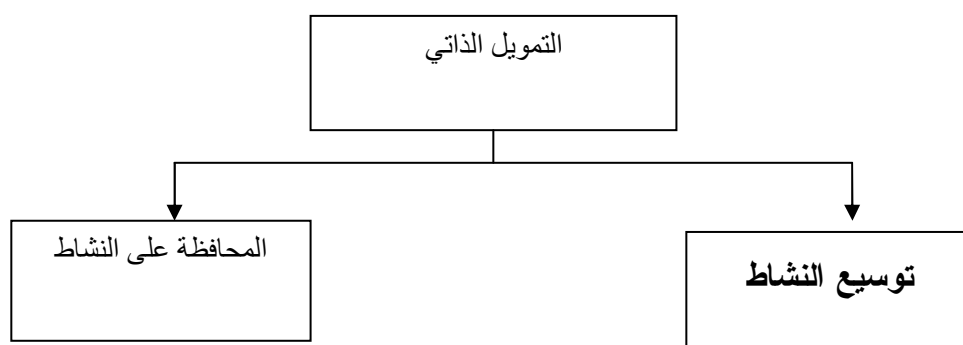 التمويل الذاتي
توسيع النشاط
المحافظة على النشاط